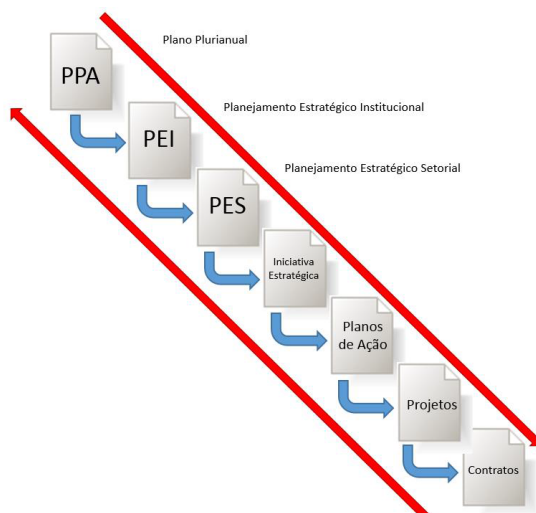 Plano Plurianual
PPA
Planejamento Estratégico Institucional
PEI
Planejamento Estratégico Setorial
PES
Iniciativa
Estratégica
Planos
de Ação
Projetos
Contratos